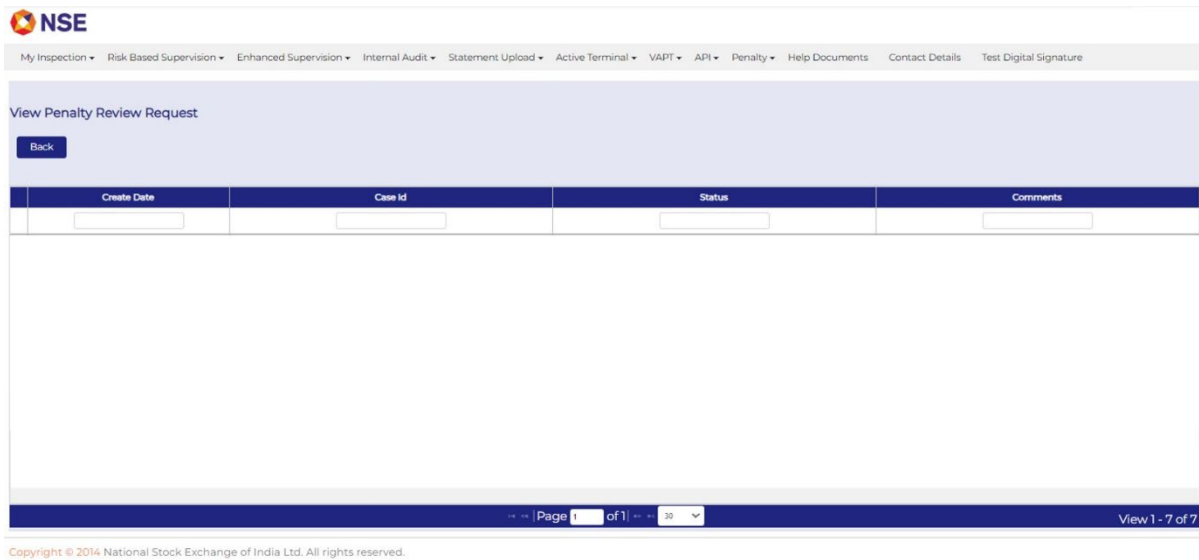 NSE
My Inspection Risk Based Supervision Enhanced Supervision Internal Audit Statement Upload Active Terminal VAPT API Penalty Help Documents Contact Details Test Digital Signature
View Penalty Review Request
Back
Create Date Case Id Status Comments
Page 1 of 1 30 View 1 - 7 of 7
Copyright © 2014 National Stock Exchange of India Ltd. All rights reserved.